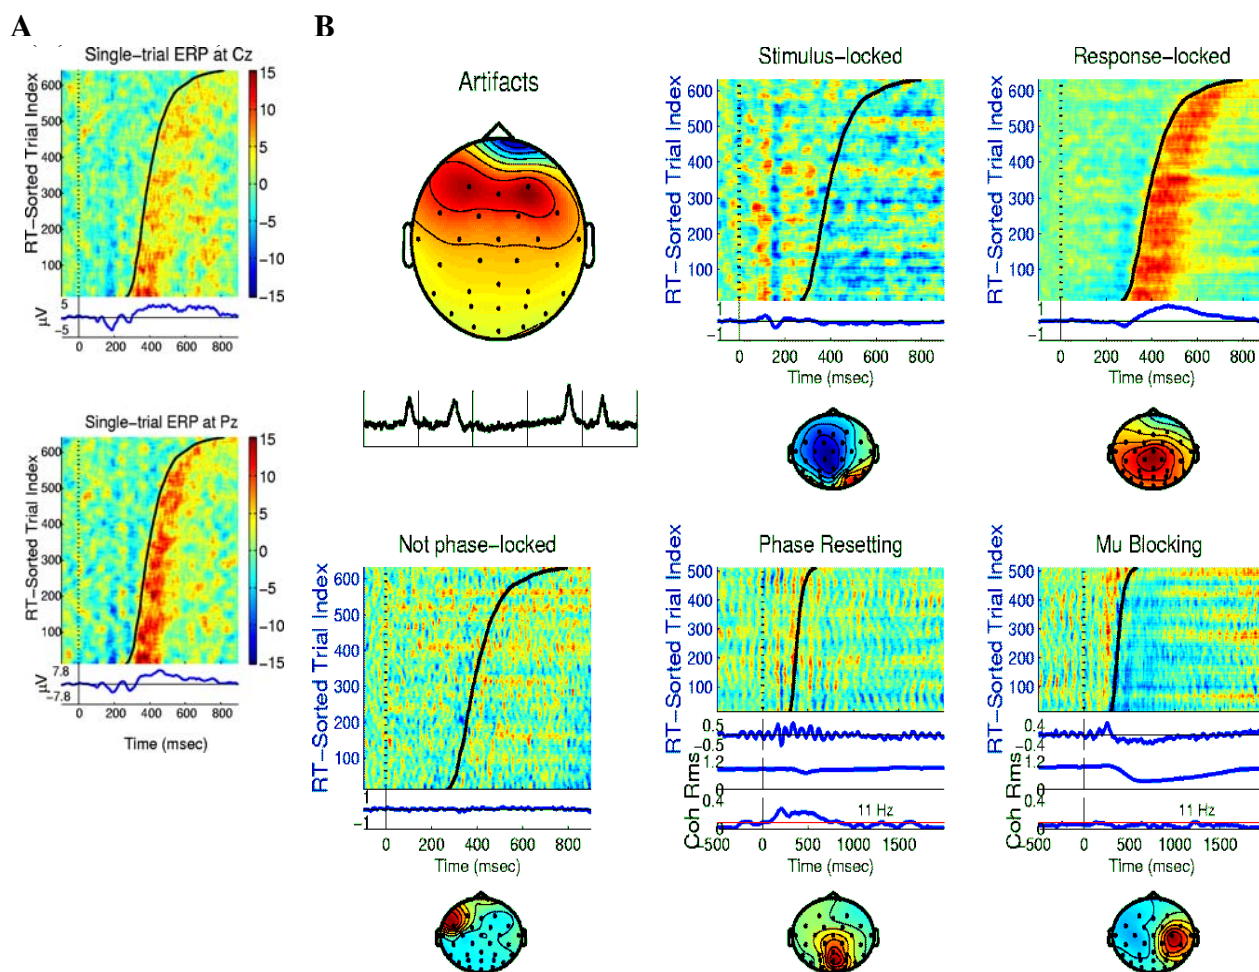 A
B
Single-trial ERP at Cz
RT-Sorted Trial Index
600
500
400
300
200
100
15
10
5
0
-5
-10
-15
μV
5
-5
0 200 400 600 800
Single-trial ERP at Pz
RT-Sorted Trial Index
600
500
400
300
200
100
15
10
5
0
-5
-10
-15
μV
7.8
-7.8
0 200 400 600 800
Time (msec)
Artifacts
Stimulus-locked
RT-Sorted Trial Index
600
500
400
300
200
100
1
-1
0 200 400 600 800
Time (msec)
Response-locked
RT-Sorted Trial Index
600
500
400
300
200
100
1
-1
0 200 400 600 800
Time (msec)
Not phase-locked
RT-Sorted Trial Index
600
500
400
300
200
100
1
-1
0 200 400 600 800
Time (msec)
Phase Resetting
RT-Sorted Trial Index
500
400
300
200
100
0.5
-0.5
Rms
1.2
0
Coh
0.4
0
11 Hz
-500 0 500 1000 1500
Time (msec)
Mu Blocking
RT-Sorted Trial Index
500
400
300
200
100
0.4
-0.4
Rms
1.2
0
Coh
0.4
0
11 Hz
-500 0 500 1000 1500
Time (msec)